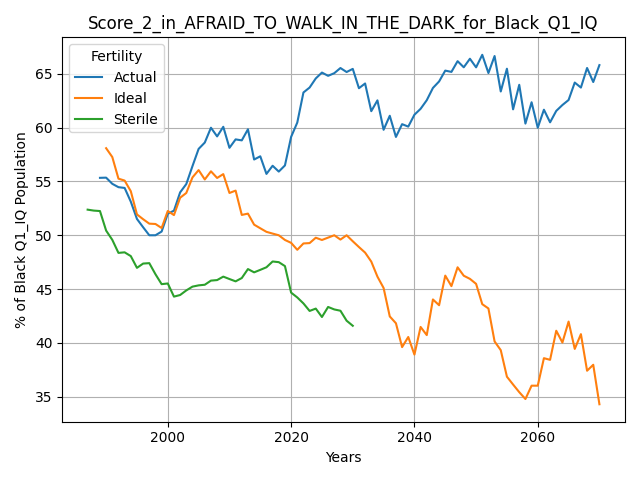 Score_2_in_AFRAID_TO_WALK_IN_THE_DARK_for_Black_Q1_IQ
Fertility
Actual
Ideal
Sterile
% of Black Q1_IQ Population
65
60
55
50
45
40
35
2000
2020
2040
2060
Years